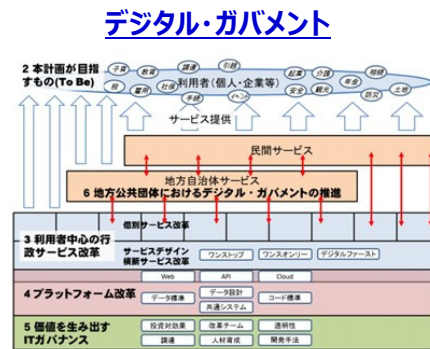 デジタル・ガバメント
2 本計画が目指
すもの(To Be)
子育
教育
調達
引越
起業
介護
相続
税
雇用
社保
利用者（個人・企業等）
年金
土地
手続
イベント
安全
観光
防災
サービス提供
民間サービス
地方自治体サービス
6 地方公共団体におけるデジタル・ガバメントの推進
個別サービス改革
3 利用者中心の行
政サービス改革
サービスデザイン
横断サービス改革
ワンストップ
ワンスオンリー
デジタルファースト
Web
API
Cloud
4 プラットフォーム改革
データ標準
データ設計
共通システム
コード標準
5 価値を生み出す
ITガバナンス
投資対効果
改革チーム
透明性
調達
人材育成
開発手法